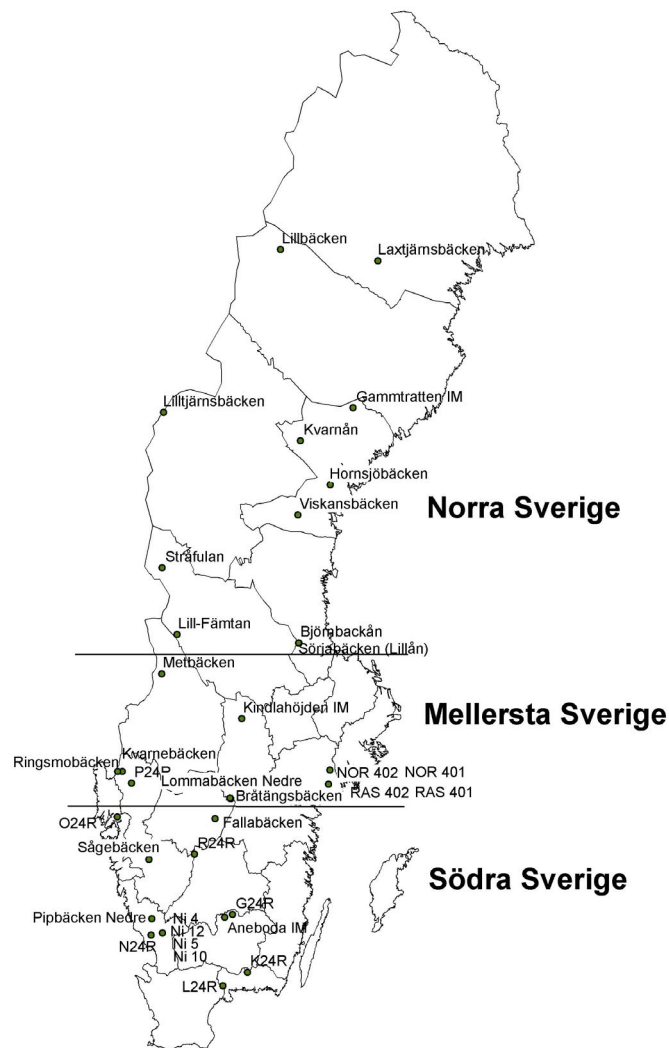 Lillbäcken
Laxtjärnsbäcken
Gammtratten IM
Lilltjärnsbäcken
Kvarnån
Hornsjöbäcken
Viskansbäcken
Norra Sverige
Stråfulan
Lill-Fämtan
Björnbackån
Sörjabäcken (Lillån)
Metbäcken
Kindlahöjden IM
Mellersta Sverige
Kvarnebäcken
Ringsmobäcken
P24R
Lommabäcken Nedre
NOR 402 NOR 401
RAS 402 RAS 401
Bråtängsbäcken
O24R
Fallabäcken
Sågebäcken
R24R
Södra Sverige
G24R
Pipbäcken Nedre
Ni 4
Aneboda IM
Ni 12
N24R
Ni 5
Ni 10
K24R
L24R